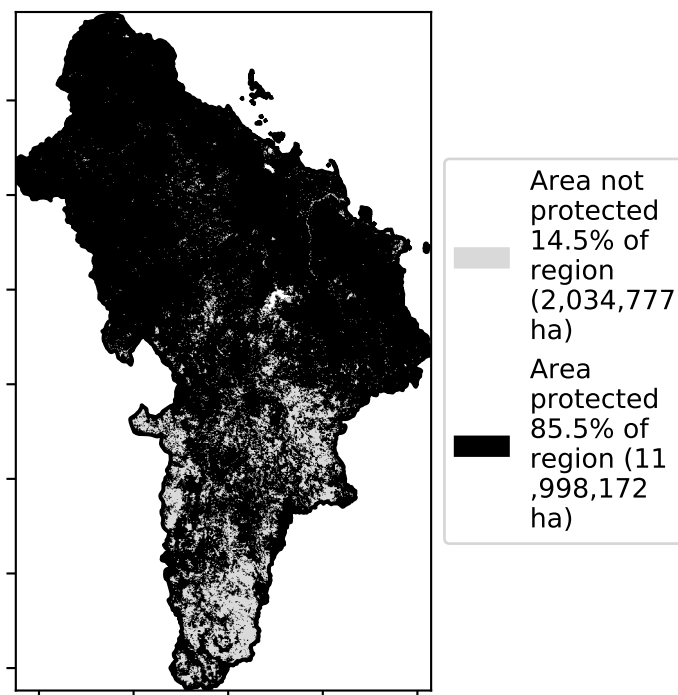 Area not
protected
14.5% of
region
(2,034,777
ha)
Area
protected
85.5% of
region (11
,998,172
ha)